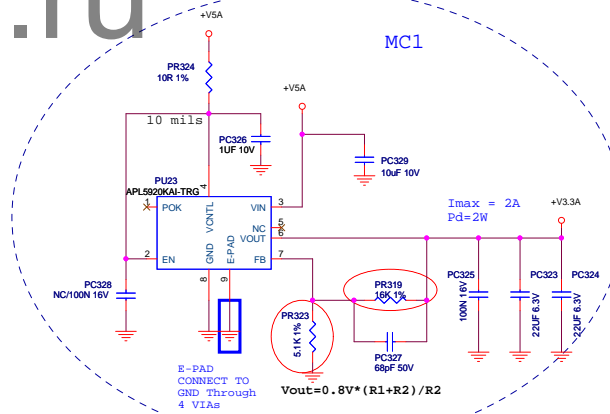 .ru
+V5A
MC1
PR324
10R 1%
+V5A
10 mils
PC326
1UF 10V
PC329
10uF 10V
PU23
APL5920KAI-TRG
4
1
POK
VCNTL
VIN
3
NC
5
VOUT
6
2
EN
GND
E-PAD
FB
7
8
9
Imax = 2A
Pd=2W
+V3.3A
PC328
NC/100N 16V
PR323
5.1K 1%
PR319
16K 1%
PC327
68pF 50V
PC325
100N 16V
PC323
22UF 6.3V
PC324
22UF 6.3V
E-PAD
CONNECT TO
GND Through
4 VIAs
Vout=0.8V*(R1+R2)/R2